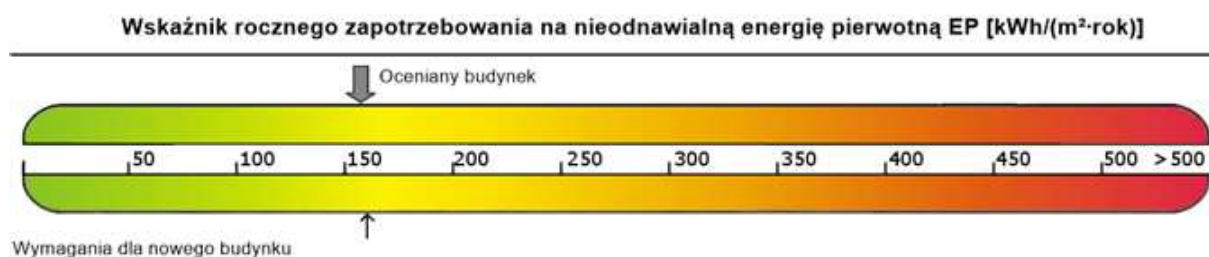 Wskaźnik rocznego zapotrzebowania na nieodnawialną energię pierwotną EP [kWh/(m²·rok)]
Oceniany budynek
50 100 150 200 250 300 350 400 450 500 > 500
Wymagania dla nowego budynku